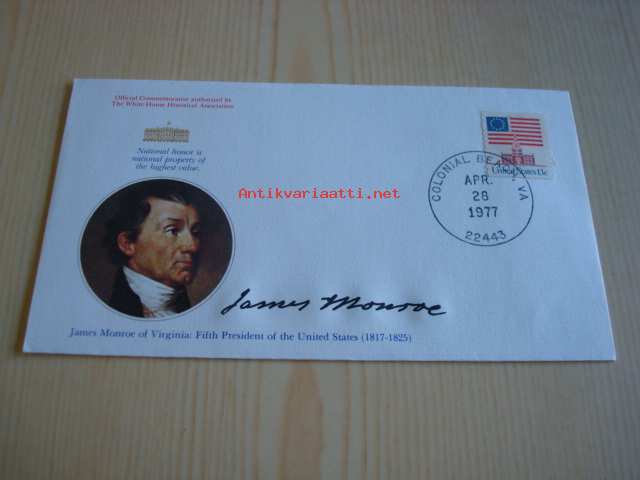 Official Commemorative authorized by
The White House Historical Association
National honor is
national property of
the highest value.
Antikvariaatti.net
COLONIAL BEACH, VA
APR.
28
1977
22443
United States 13c
James Monroe
James Monroe of Virginia: Fifth President of the United States (1817-1825)